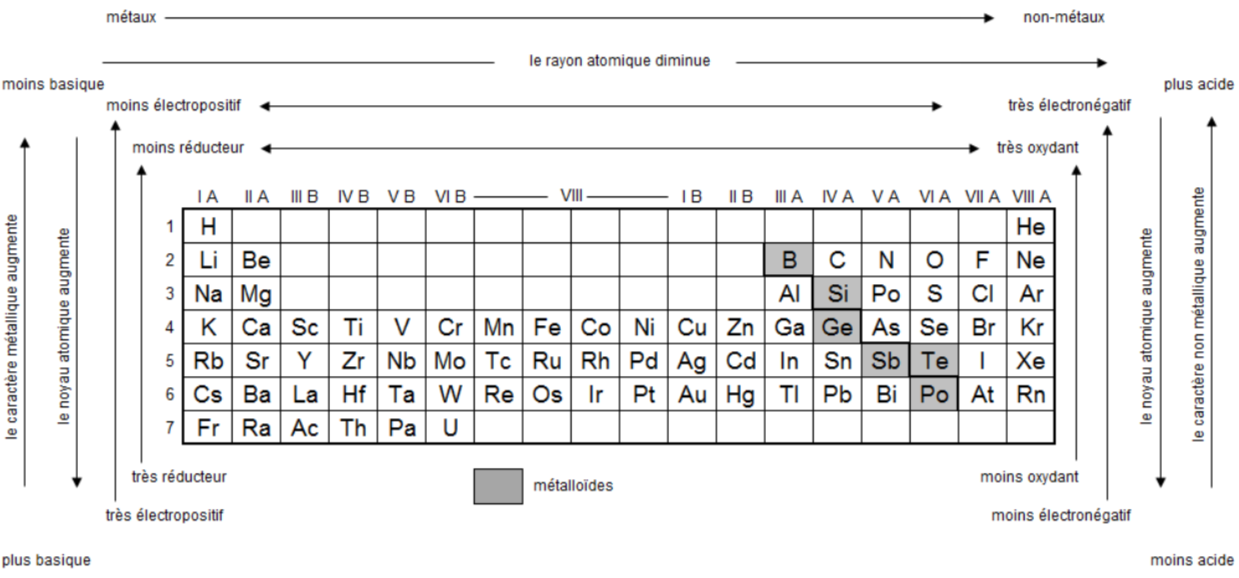 métaux non-métaux
le rayon atomique diminue
moins basique plus acide
moins électropositif très électronégatif
moins réducteur très oxydant
I A II A III B IV B V B VI B VIII I B II B III A IV A V A VI A VII A VIII A
1 H He
2 Li Be B C N O F Ne
3 Na Mg Al Si Po S Cl Ar
4 K Ca Sc Ti V Cr Mn Fe Co Ni Cu Zn Ga Ge As Se Br Kr
5 Rb Sr Y Zr Nb Mo Tc Ru Rh Pd Ag Cd In Sn Sb Te I Xe
6 Cs Ba La Hf Ta W Re Os Ir Pt Au Hg Tl Pb Bi Po At Rn
7 Fr Ra Ac Th Pa U
le caractère métallique augmente
le noyau atomique augmente
le noyau atomique augmente
le caractère non métallique augmente
très réducteur moins oxydant
métalloïdes
très électropositif moins électronégatif
plus basique moins acide